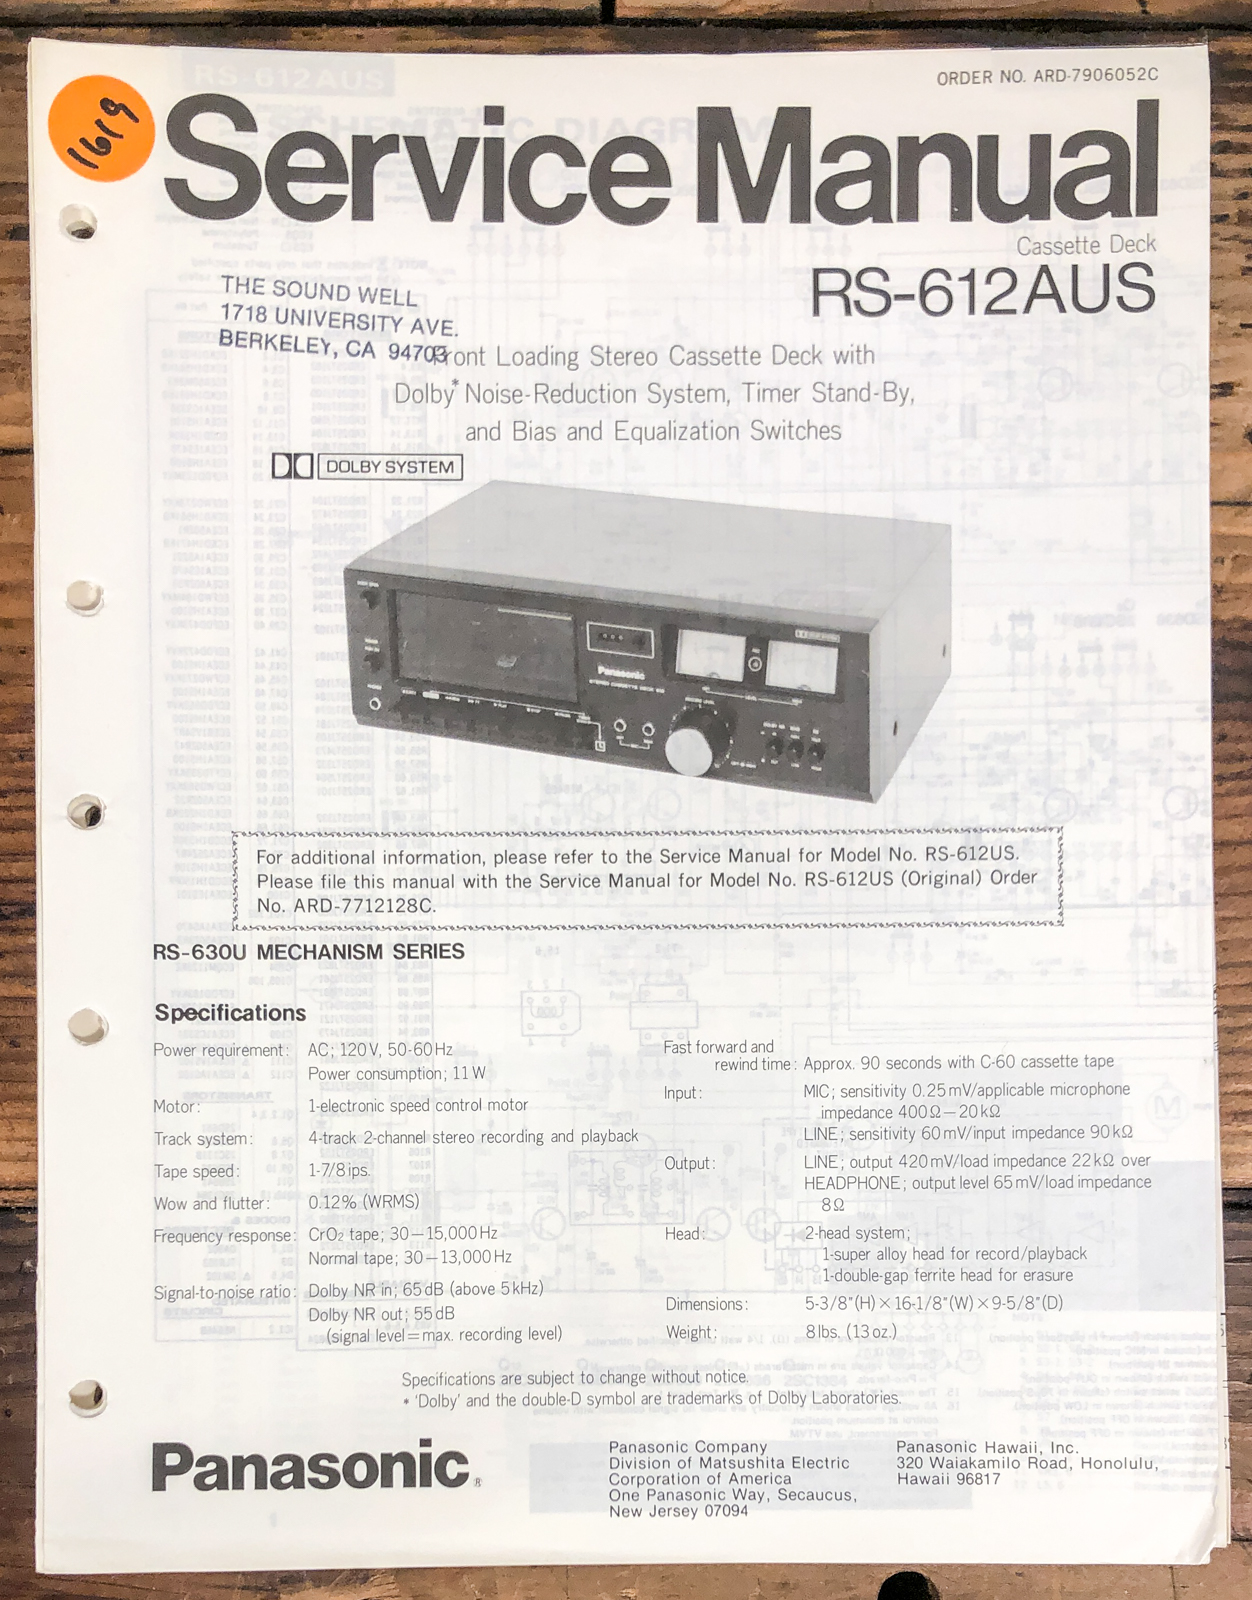 ORDER NO. ARD-7906052C
1619
Service Manual
Cassette Deck
RS-612AUS
THE SOUND WELL
1718 UNIVERSITY AVE.
BERKELEY, CA 94703
Front Loading Stereo Cassette Deck with
Dolby* Noise-Reduction System, Timer Stand-By,
and Bias and Equalization Switches
DOLBY SYSTEM
Panasonic
For additional information, please refer to the Service Manual for Model No. RS-612US.
Please file this manual with the Service Manual for Model No. RS-612US (Original) Order
No. ARD-7712128C.
RS-630U MECHANISM SERIES
Specifications
Power requirement: AC; 120V, 50-60Hz
Power consumption; 11W
Motor: 1-electronic speed control motor
Track system: 4-track 2-channel stereo recording and playback
Tape speed: 1-7/8 ips.
Wow and flutter: 0.12% (WRMS)
Frequency response: CrO2 tape; 30—15,000Hz
Normal tape; 30—13,000Hz
Signal-to-noise ratio: Dolby NR in; 65dB (above 5kHz)
Dolby NR out; 55dB
(signal level=max. recording level)
Fast forward and
rewind time: Approx. 90 seconds with C-60 cassette tape
Input: MIC; sensitivity 0.25mV/applicable microphone
impedance 400Ω—20kΩ
LINE; sensitivity 60mV/input impedance 90kΩ
Output: LINE; output 420mV/load impedance 22kΩ over
HEADPHONE; output level 65mV/load impedance
8Ω
Head: 2-head system;
1-super alloy head for record/playback
1-double-gap ferrite head for erasure
Dimensions: 5-3/8"(H)×16-1/8"(W)×9-5/8"(D)
Weight: 8lbs. (13oz.)
Specifications are subject to change without notice.
* 'Dolby' and the double-D symbol are trademarks of Dolby Laboratories.
Panasonic®
Panasonic Company
Division of Matsushita Electric
Corporation of America
One Panasonic Way, Secaucus,
New Jersey 07094
Panasonic Hawaii, Inc.
320 Waiakamilo Road, Honolulu,
Hawaii 96817